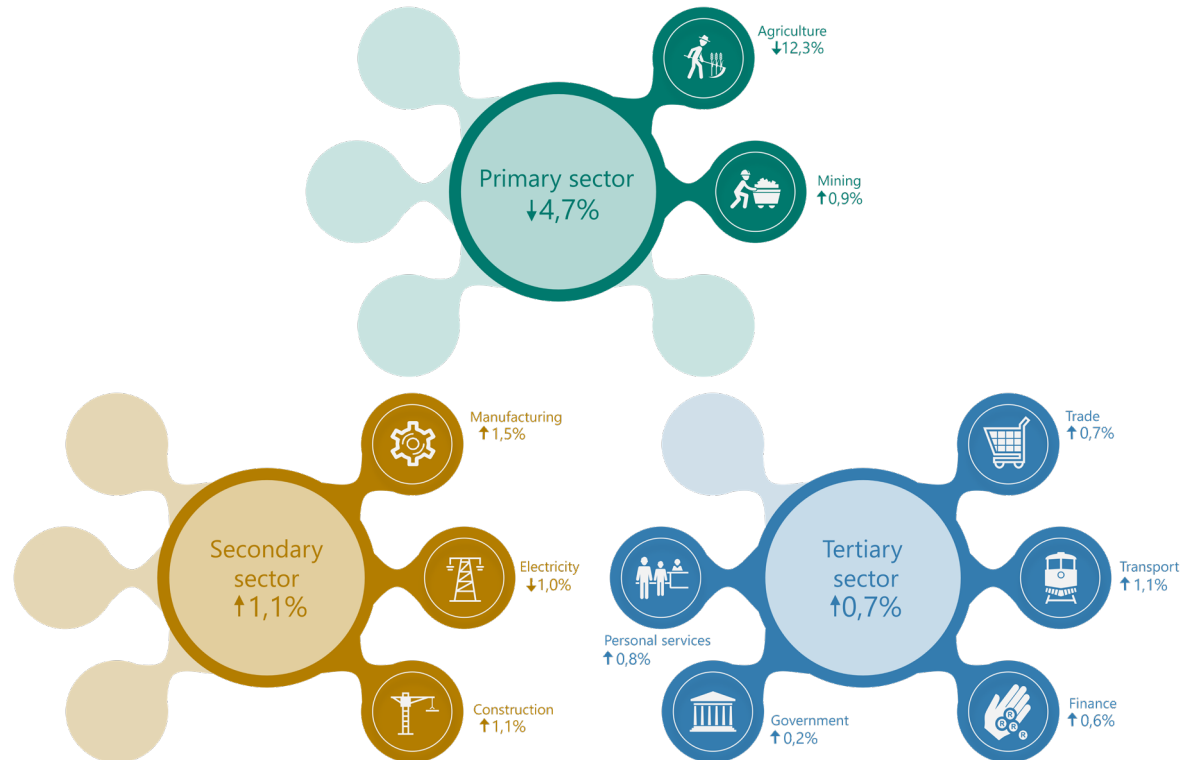 Agriculture
↓12,3%
Primary sector
↓4,7%
Mining
↑0,9%
Manufacturing
↑1,5%
Secondary
sector
↑1,1%
Electricity
↓1,0%
Construction
↑1,1%
Trade
↑0,7%
Tertiary
sector
↑0,7%
Transport
↑1,1%
Personal services
↑0,8%
Government
↑0,2%
Finance
↑0,6%
R
R
R
R